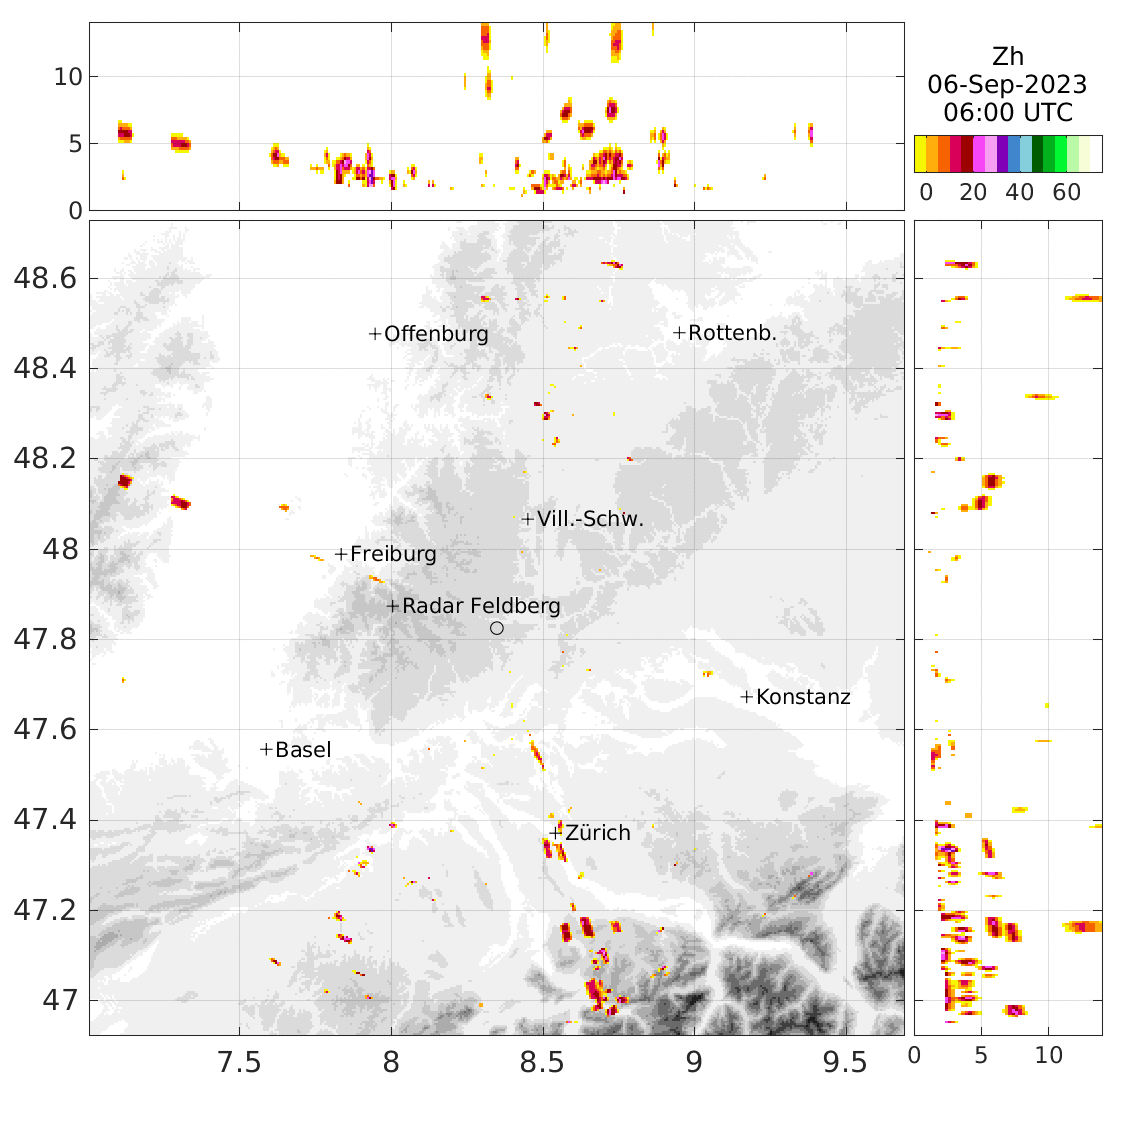 10
5
0
Zh
06-Sep-2023
06:00 UTC
0 20 40 60
48.6
48.4
48.2
48
47.8
47.6
47.4
47.2
47
+Offenburg
+Rottenb.
+Vill.-Schw.
+Freiburg
+Radar Feldberg
+Konstanz
+Basel
+Zürich
7.5 8 8.5 9 9.5
0 5 10